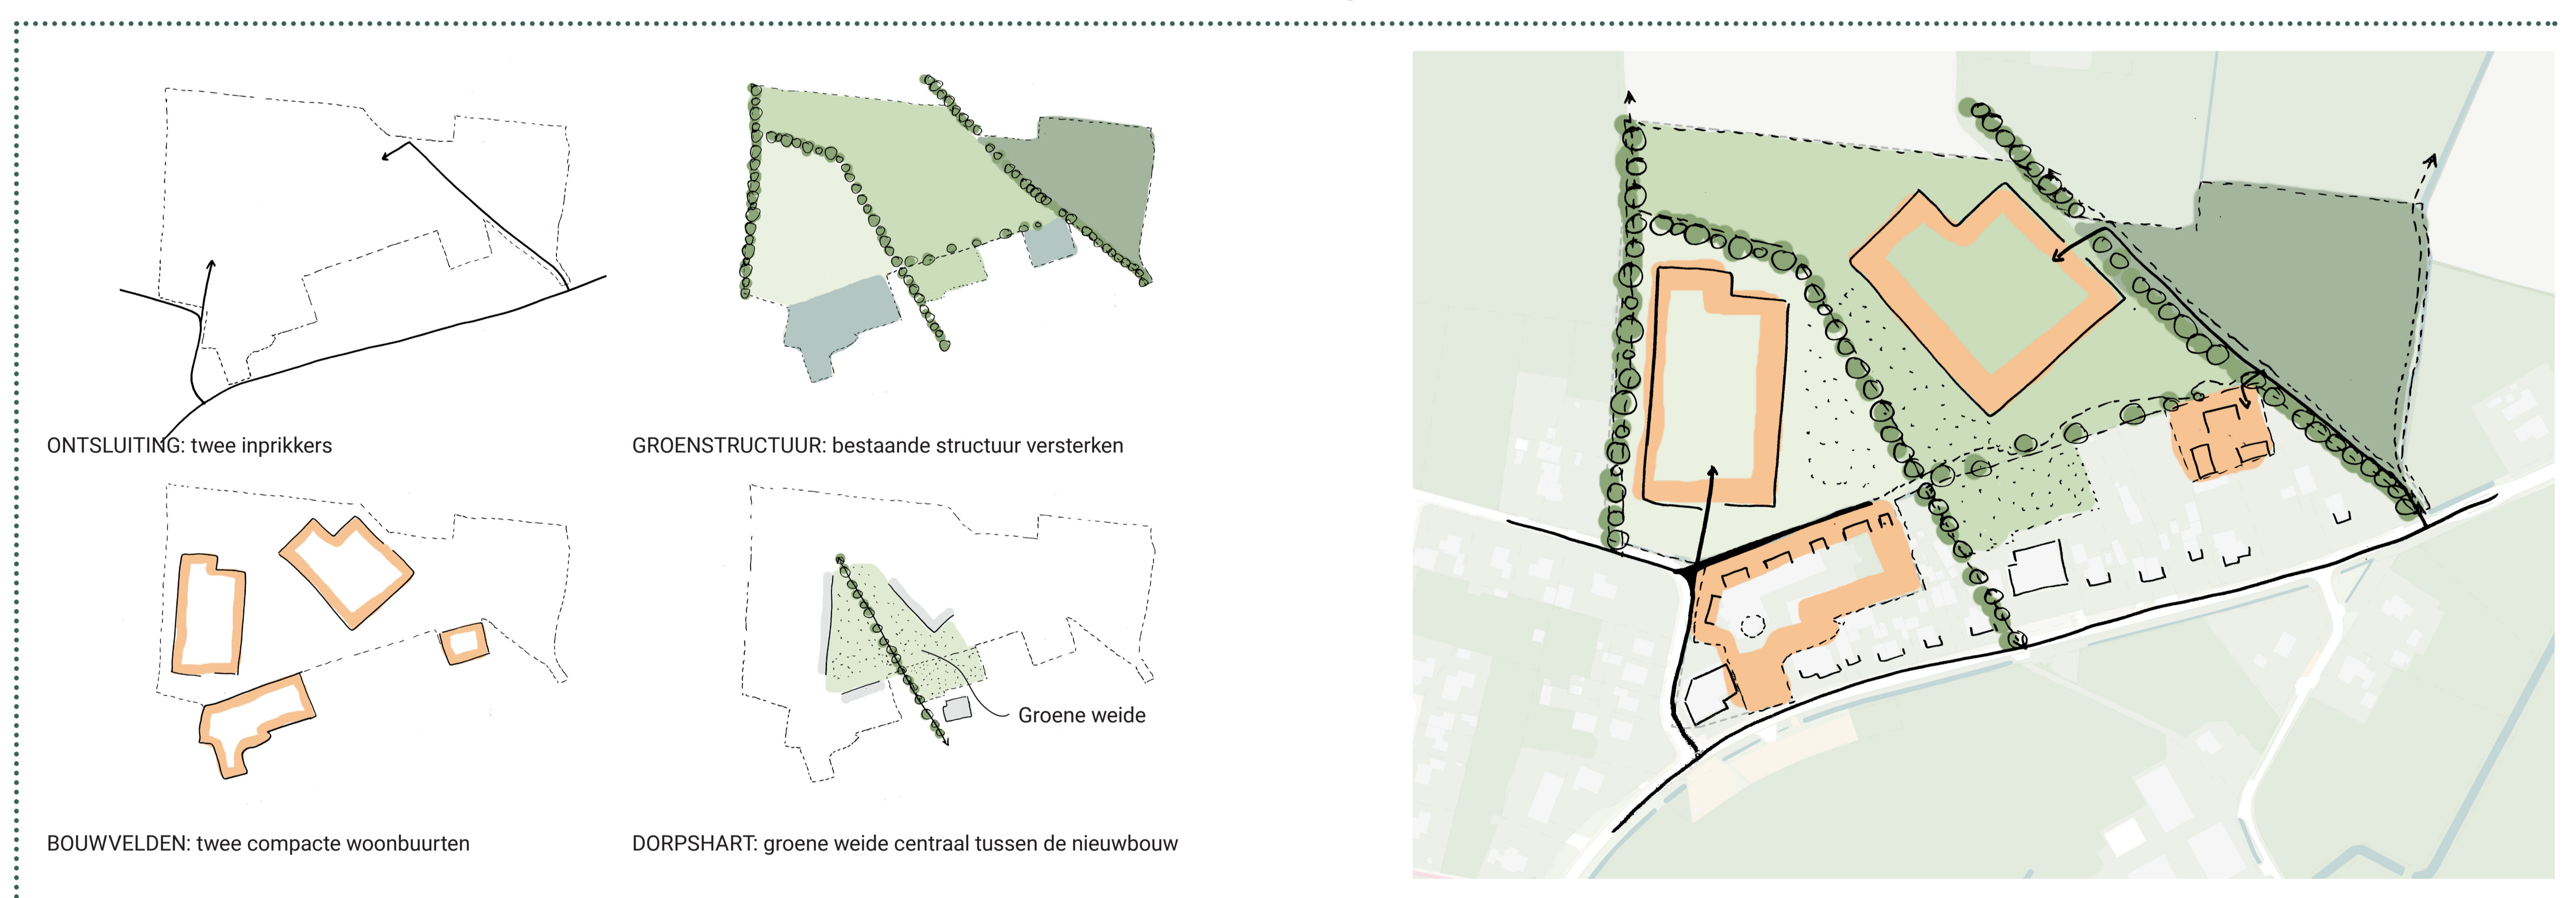 ONTSLUITING: twee inprikkers
GROENSTRUCTUUR: bestaande structuur versterken
Groene weide
BOUWVELDEN: twee compacte woonbuurten
DORPSHART: groene weide centraal tussen de nieuwbouw